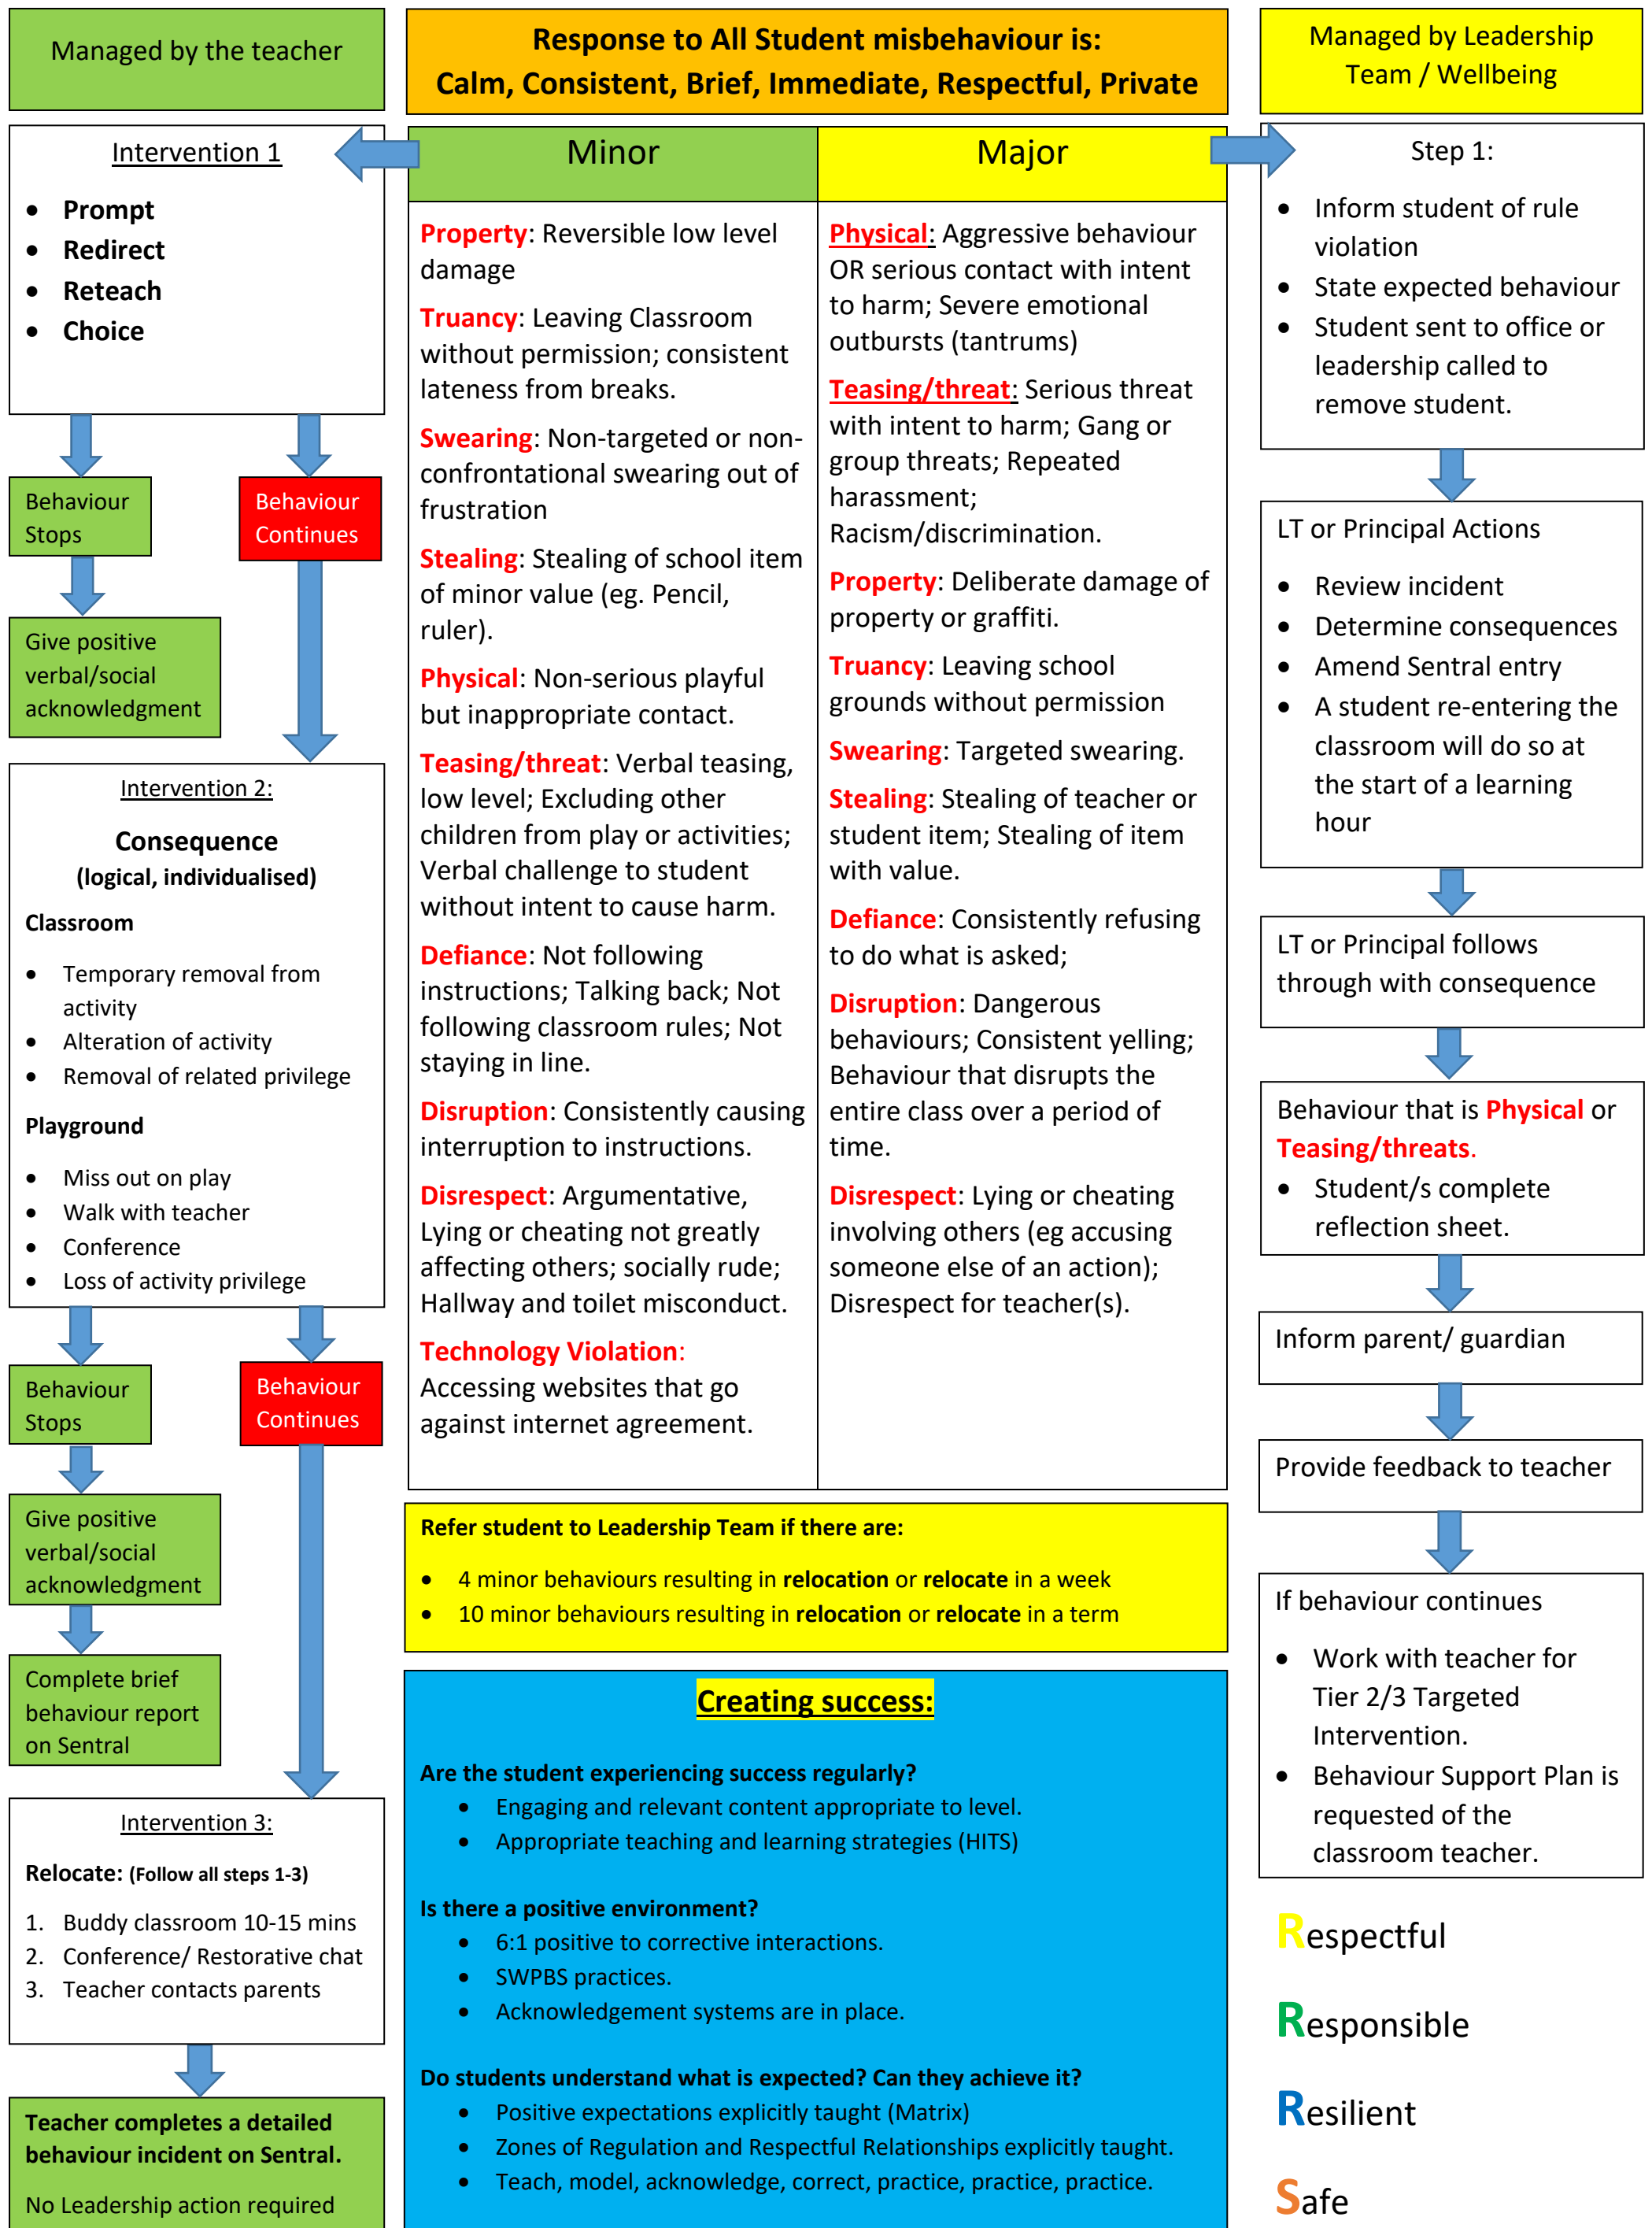 Managed by the teacher
Response to All Student misbehaviour is:
Calm, Consistent, Brief, Immediate, Respectful, Private
Managed by Leadership
Team / Wellbeing
Intervention 1
• Prompt
• Redirect
• Reteach
• Choice
Behaviour
Stops
Behaviour
Continues
Give positive
verbal/social
acknowledgment
Intervention 2:
Consequence
(logical, individualised)
Classroom
• Temporary removal from
activity
• Alteration of activity
• Removal of related privilege
Playground
• Miss out on play
• Walk with teacher
• Conference
• Loss of activity privilege
Behaviour
Stops
Behaviour
Continues
Give positive
verbal/social
acknowledgment
Complete brief
behaviour report
on Sentral
Intervention 3:
Relocate: (Follow all steps 1-3)
1. Buddy classroom 10-15 mins
2. Conference/ Restorative chat
3. Teacher contacts parents
Teacher completes a detailed
behaviour incident on Sentral.
No Leadership action required
Minor
Property: Reversible low level
damage
Truancy: Leaving Classroom
without permission; consistent
lateness from breaks.
Swearing: Non-targeted or non-
confrontational swearing out of
frustration
Stealing: Stealing of school item
of minor value (eg. Pencil,
ruler).
Physical: Non-serious playful
but inappropriate contact.
Teasing/threat: Verbal teasing,
low level; Excluding other
children from play or activities;
Verbal challenge to student
without intent to cause harm.
Defiance: Not following
instructions; Talking back; Not
following classroom rules; Not
staying in line.
Disruption: Consistently causing
interruption to instructions.
Disrespect: Argumentative,
Lying or cheating not greatly
affecting others; socially rude;
Hallway and toilet misconduct.
Technology Violation:
Accessing websites that go
against internet agreement.
Major
Physical: Aggressive behaviour
OR serious contact with intent
to harm; Severe emotional
outbursts (tantrums)
Teasing/threat: Serious threat
with intent to harm; Gang or
group threats; Repeated
harassment;
Racism/discrimination.
Property: Deliberate damage of
property or graffiti.
Truancy: Leaving school
grounds without permission
Swearing: Targeted swearing.
Stealing: Stealing of teacher or
student item; Stealing of item
with value.
Defiance: Consistently refusing
to do what is asked;
Disruption: Dangerous
behaviours; Consistent yelling;
Behaviour that disrupts the
entire class over a period of
time.
Disrespect: Lying or cheating
involving others (eg accusing
someone else of an action);
Disrespect for teacher(s).
Refer student to Leadership Team if there are:
• 4 minor behaviours resulting in relocation or relocate in a week
• 10 minor behaviours resulting in relocation or relocate in a term
Creating success:
Are the student experiencing success regularly?
• Engaging and relevant content appropriate to level.
• Appropriate teaching and learning strategies (HITS)
Is there a positive environment?
• 6:1 positive to corrective interactions.
• SWPBS practices.
• Acknowledgement systems are in place.
Do students understand what is expected? Can they achieve it?
• Positive expectations explicitly taught (Matrix)
• Zones of Regulation and Respectful Relationships explicitly taught.
• Teach, model, acknowledge, correct, practice, practice, practice.
Step 1:
• Inform student of rule
violation
• State expected behaviour
• Student sent to office or
leadership called to
remove student.
LT or Principal Actions
• Review incident
• Determine consequences
• Amend Sentral entry
• A student re-entering the
classroom will do so at
the start of a learning
hour
LT or Principal follows
through with consequence
Behaviour that is Physical or
Teasing/threats.
• Student/s complete
reflection sheet.
Inform parent/ guardian
Provide feedback to teacher
If behaviour continues
• Work with teacher for
Tier 2/3 Targeted
Intervention.
• Behaviour Support Plan is
requested of the
classroom teacher.
Respectful
Responsible
Resilient
Safe